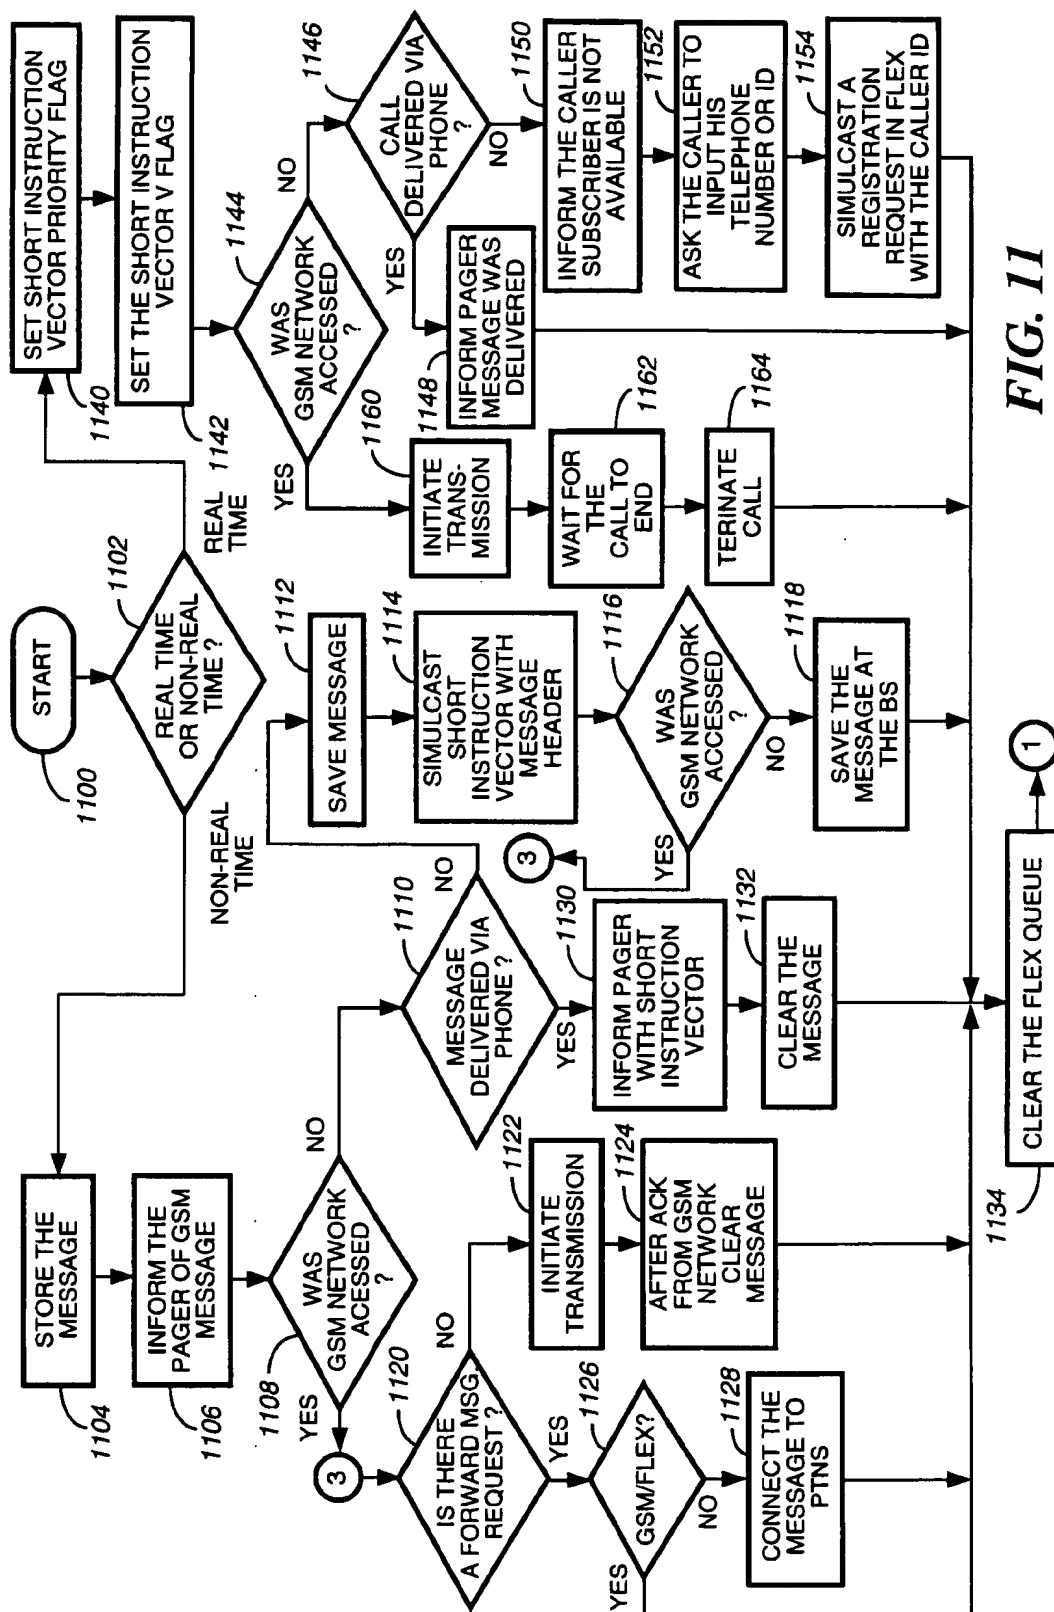 START
1100
REAL TIME
OR NON-REAL
TIME ?
1102
NON-REAL
TIME
REAL
TIME
STORE THE
MESSAGE
1104
INFORM THE
PAGER OF GSM
MESSAGE
1106
WAS
GSM NETWORK
ACESSED
?
1108
YES
NO
3
IS THERE
A FORWARD MSG,
REQUEST ?
1120
NO
YES
INITIATE
TRANSMISSION
1122
AFTER ACK
FROM GSM
NETWORK
CLEAR
MESSAGE
1124
GSM/FLEX?
1126
YES
NO
CONNECT THE
MESSAGE TO
PTNS
1128
MESSAGE
DELIVERED VIA
PHONE ?
1110
NO
YES
INFORM PAGER
WITH SHORT
INSTRUCTION
VECTOR
1130
CLEAR THE
MESSAGE
1132
SAVE MESSAGE
1112
SIMULCAST
SHORT
INSTRUCTION
VECTOR WITH
MESSAGE
HEADER
1114
WAS
GSM NETWORK
ACCESSED
?
1116
YES
3
NO
SAVE THE
MESSAGE AT
THE BS
1118
SET SHORT INSTRUCTION
VECTOR PRIORITY FLAG
1140
SET THE SHORT INSTRUCTION
VECTOR V FLAG
1142
WAS
GSM NETWORK
ACCESSED
?
1144
YES
NO
INITIATE
TRANS-
MISSION
1160
WAIT FOR
THE
CALL TO
END
1162
TERINATE
CALL
1164
CALL
DELIVERED VIA
PHONE
?
1146
YES
NO
INFORM PAGER
MESSAGE WAS
DELIVERED
1148
INFORM THE CALLER
SUBSCRIBER IS NOT
AVAILABLE
1150
ASK THE CALLER TO
INPUT HIS
TELEPHONE
NUMBER OR ID
1152
SIMULCAST A
REGISTRATION
REQUEST IN FLEX
WITH THE CALLER ID
1154
CLEAR THE FLEX QUEUE
1134
1
FIG. 11